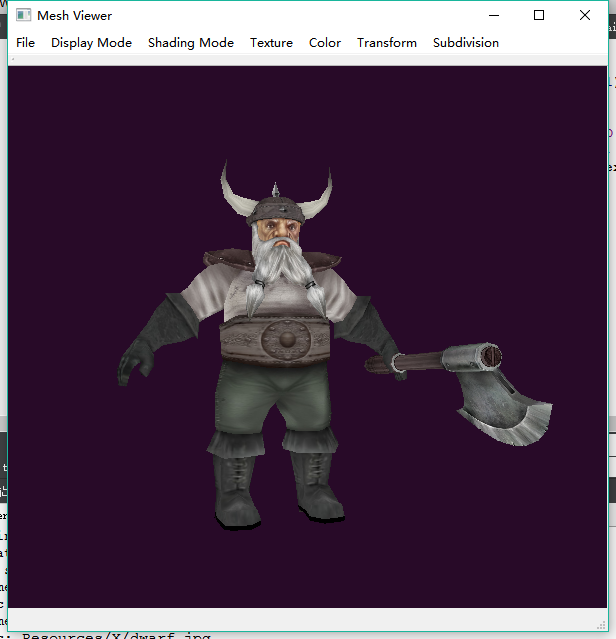 Mesh Viewer
File Display Mode Shading Mode Texture Color Transform Subdivision
: Resources/X/dwarf.jpg